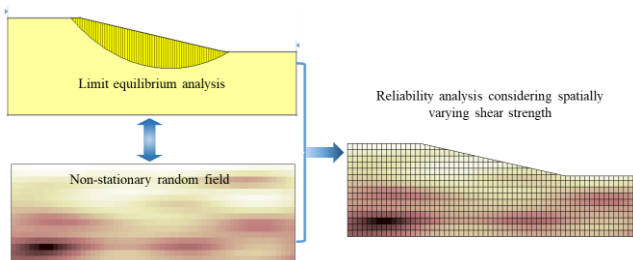 Limit equilibrium analysis
Non-stationary random field
Reliability analysis considering spatially
varying shear strength